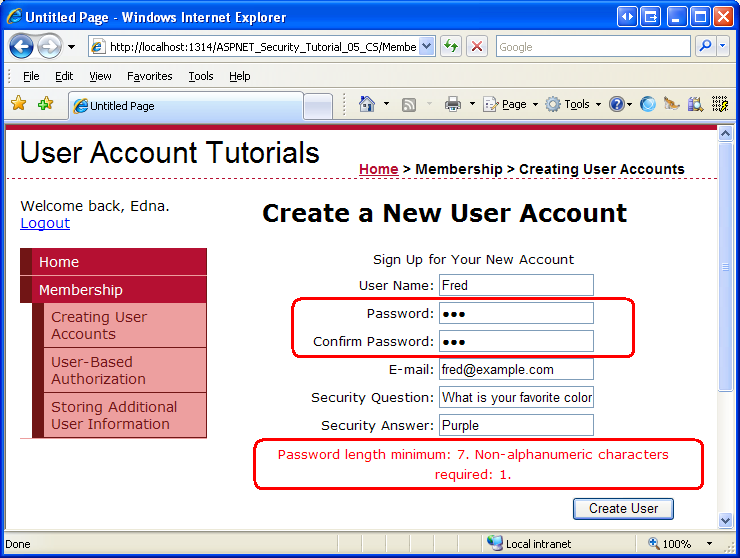 Untitled Page - Windows Internet Explorer
http://localhost:1314/ASPNET_Security_Tutorial_05_CS/Membe
Google
File Edit View Favorites Tools Help
Untitled Page
Page Tools
User Account Tutorials
Home > Membership > Creating User Accounts
Welcome back, Edna.
Logout
Home
Membership
Creating User
Accounts
User-Based
Authorization
Storing Additional
User Information
Create a New User Account
Sign Up for Your New Account
User Name: Fred
Password: ●●●
Confirm Password: ●●●
E-mail: fred@example.com
Security Question: What is your favorite color
Security Answer: Purple
Password length minimum: 7. Non-alphanumeric characters
required: 1.
Create User
Done
Local intranet
100%